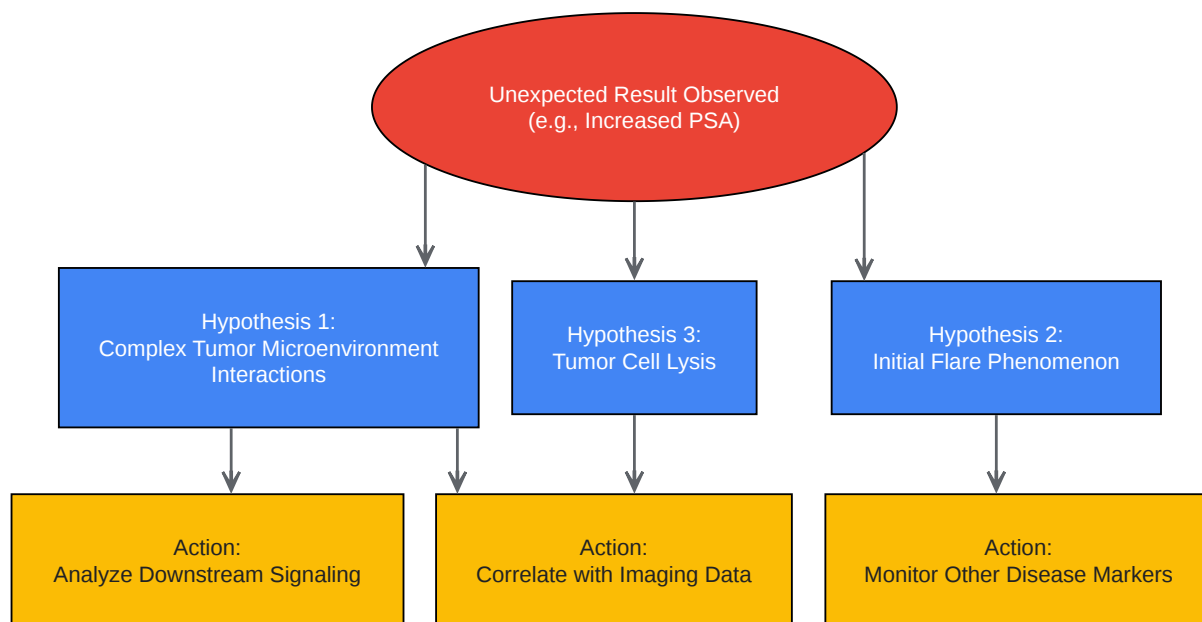 Unexpected Result Observed
(e.g., Increased PSA)
Hypothesis 1:
Complex Tumor Microenvironment
Interactions
Hypothesis 3:
Tumor Cell Lysis
Hypothesis 2:
Initial Flare Phenomenon
Action:
Analyze Downstream Signaling
Action:
Correlate with Imaging Data
Action:
Monitor Other Disease Markers